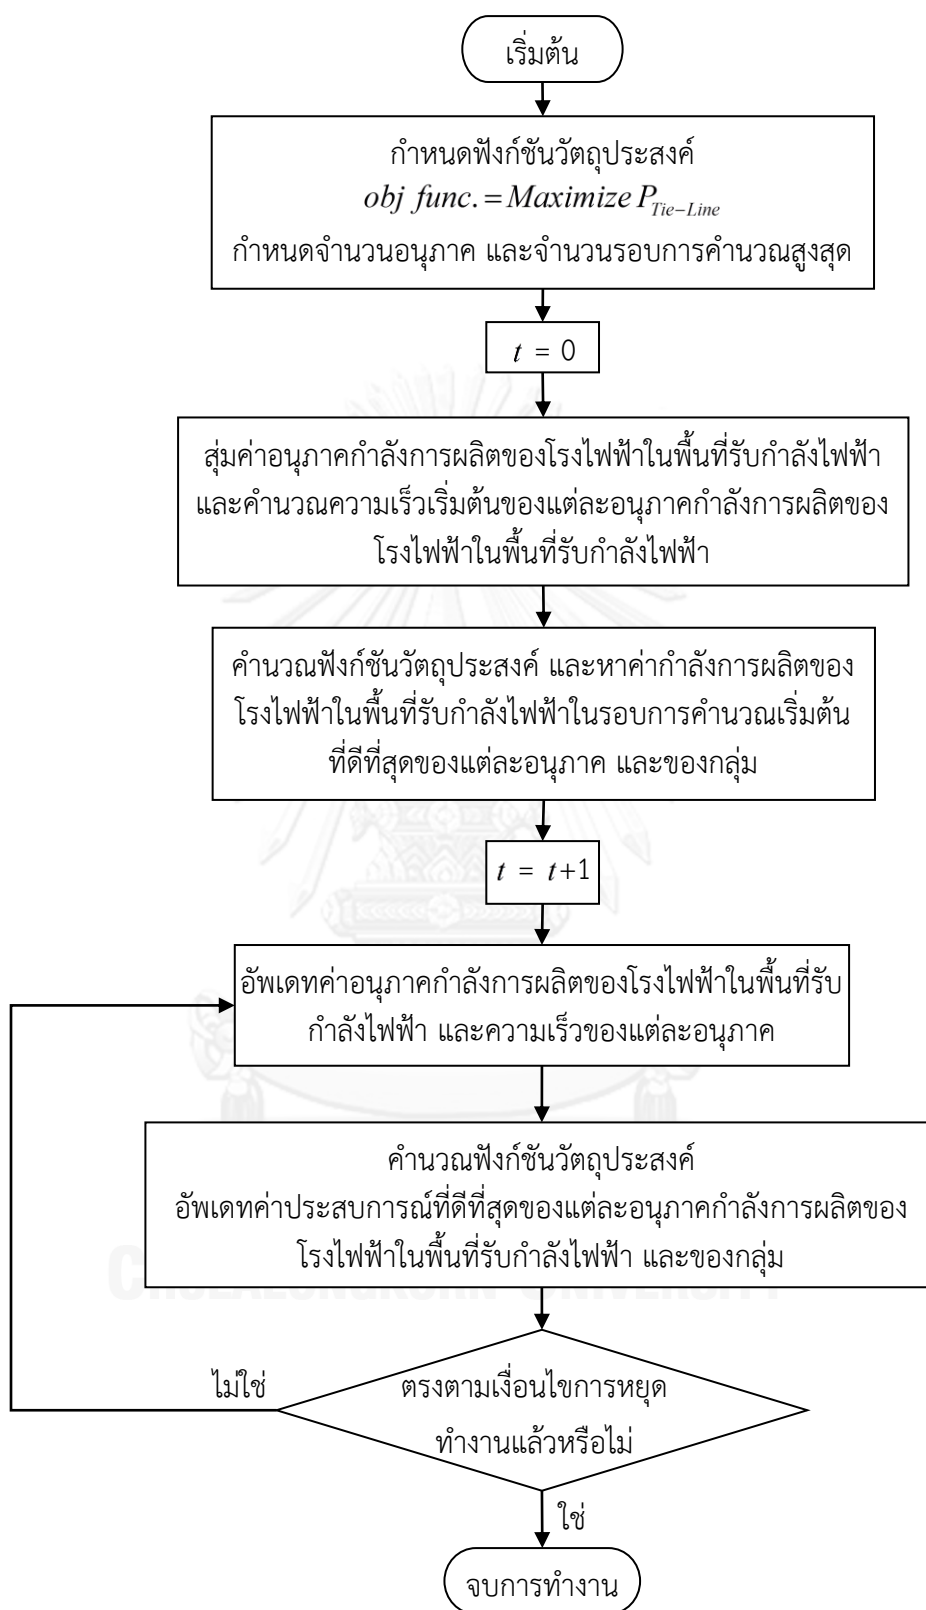 เริ่มต้น
กำหนดฟังก์ชันวัตถุประสงค์
obj func. = Maximize P_{Tie-Line}
กำหนดจำนวนอนุภาค และจำนวนรอบการคำนวณสูงสุด
t = 0
สุ่มค่าอนุภาคกำลังการผลิตของโรงไฟฟ้าในพื้นที่รับกำลังไฟฟ้า
และคำนวณความเร็วเริ่มต้นของแต่ละอนุภาคกำลังการผลิตของ
โรงไฟฟ้าในพื้นที่รับกำลังไฟฟ้า
คำนวณฟังก์ชันวัตถุประสงค์ และหาค่ากำลังการผลิตของ
โรงไฟฟ้าในพื้นที่รับกำลังไฟฟ้าในรอบการคำนวณเริ่มต้น
ที่ดีที่สุดของแต่ละอนุภาค และของกลุ่ม
t = t+1
อัพเดทค่าอนุภาคกำลังการผลิตของโรงไฟฟ้าในพื้นที่รับ
กำลังไฟฟ้า และความเร็วของแต่ละอนุภาค
คำนวณฟังก์ชันวัตถุประสงค์
อัพเดทค่าประสบการณ์ที่ดีที่สุดของแต่ละอนุภาคกำลังการผลิตของ
โรงไฟฟ้าในพื้นที่รับกำลังไฟฟ้า และของกลุ่ม
CHULALONGKORN UNIVERSITY
ไม่ใช่
ตรงตามเงื่อนไขการหยุด
ทำงานแล้วหรือไม่
ใช่
จบการทำงาน